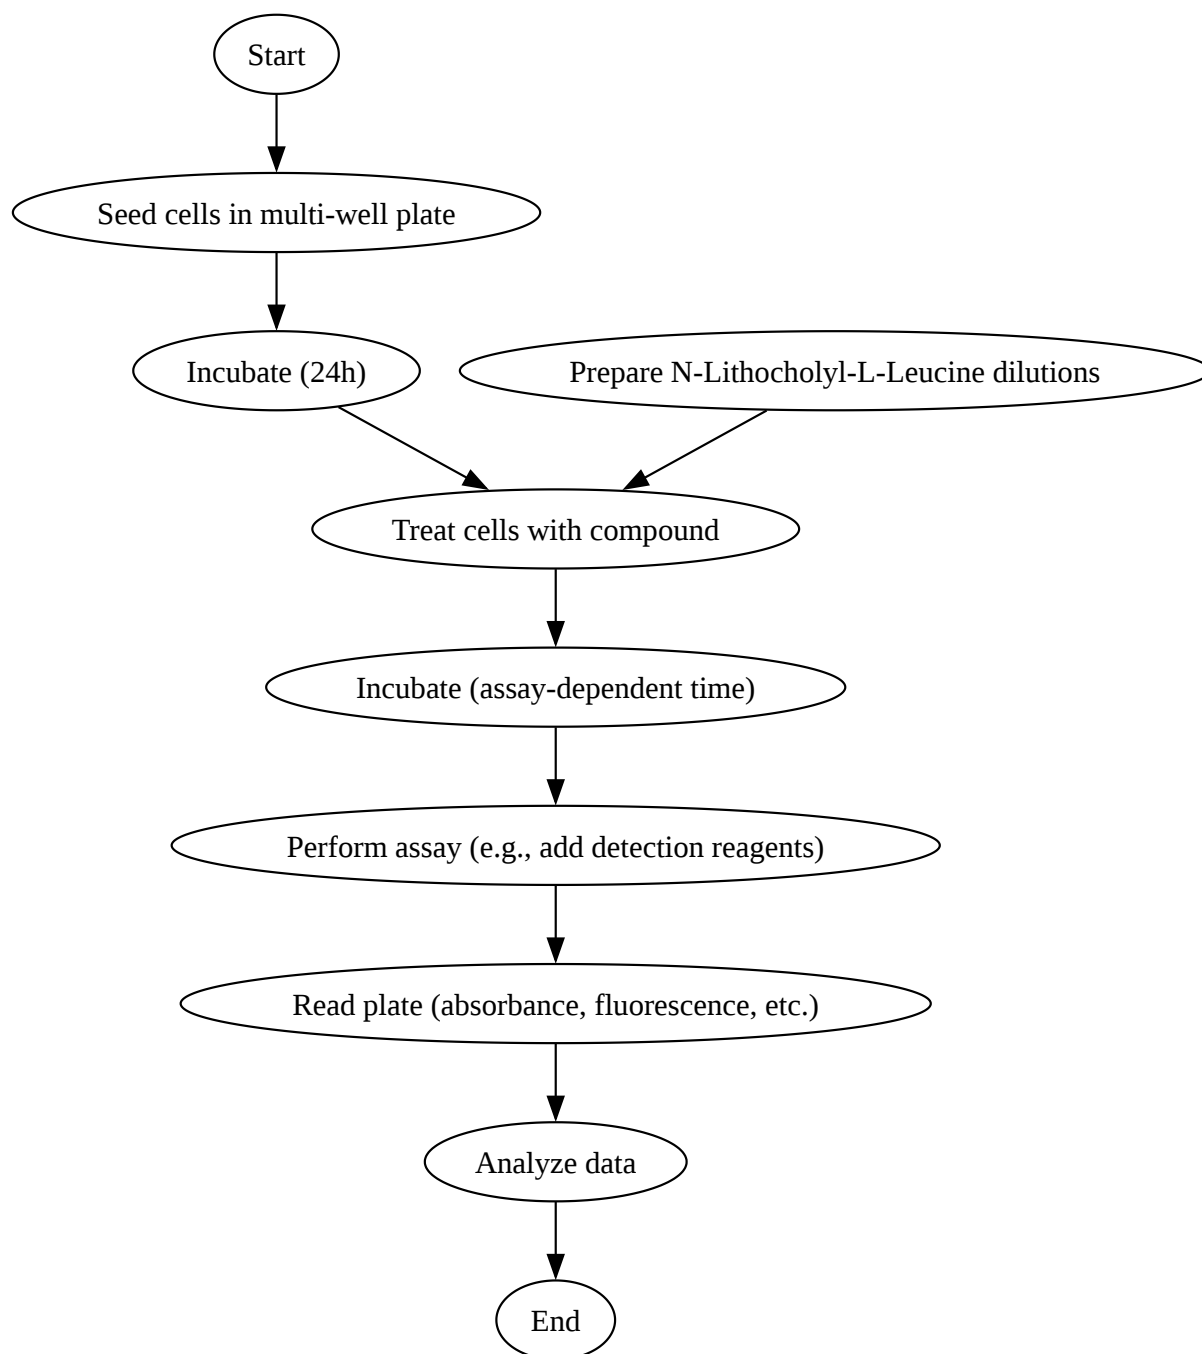 Start
Seed cells in multi-well plate
Incubate (24h)
Prepare N-Lithocholyl-L-Leucine dilutions
Treat cells with compound
Incubate (assay-dependent time)
Perform assay (e.g., add detection reagents)
Read plate (absorbance, fluorescence, etc.)
Analyze data
End